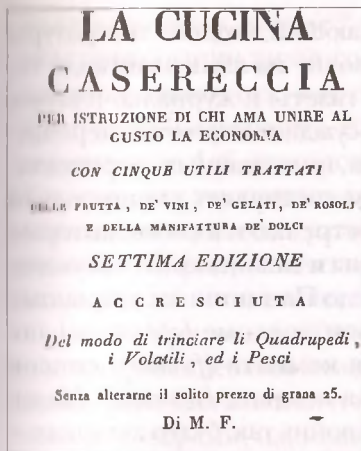 LA CUCINA
CASERECCIA
PER ISTRUZIONE DI CHI AMA UNIRE AL
GUSTO LA ECONOMIA
CON CINQUE UTILI TRATTATI
DELLE FRUTTA, DE' VINI, DE' GELATI, DE' ROSOLI
E DELLA MANIFATTURA DE' DOLCI
SETTIMA EDIZIONE
ACCRESCIUTA
Del modo di trinciare li Quadrupedi,
i Volatili, ed i Pesci
Senza alterarne il solito prezzo di grana 25.
Di M. F.